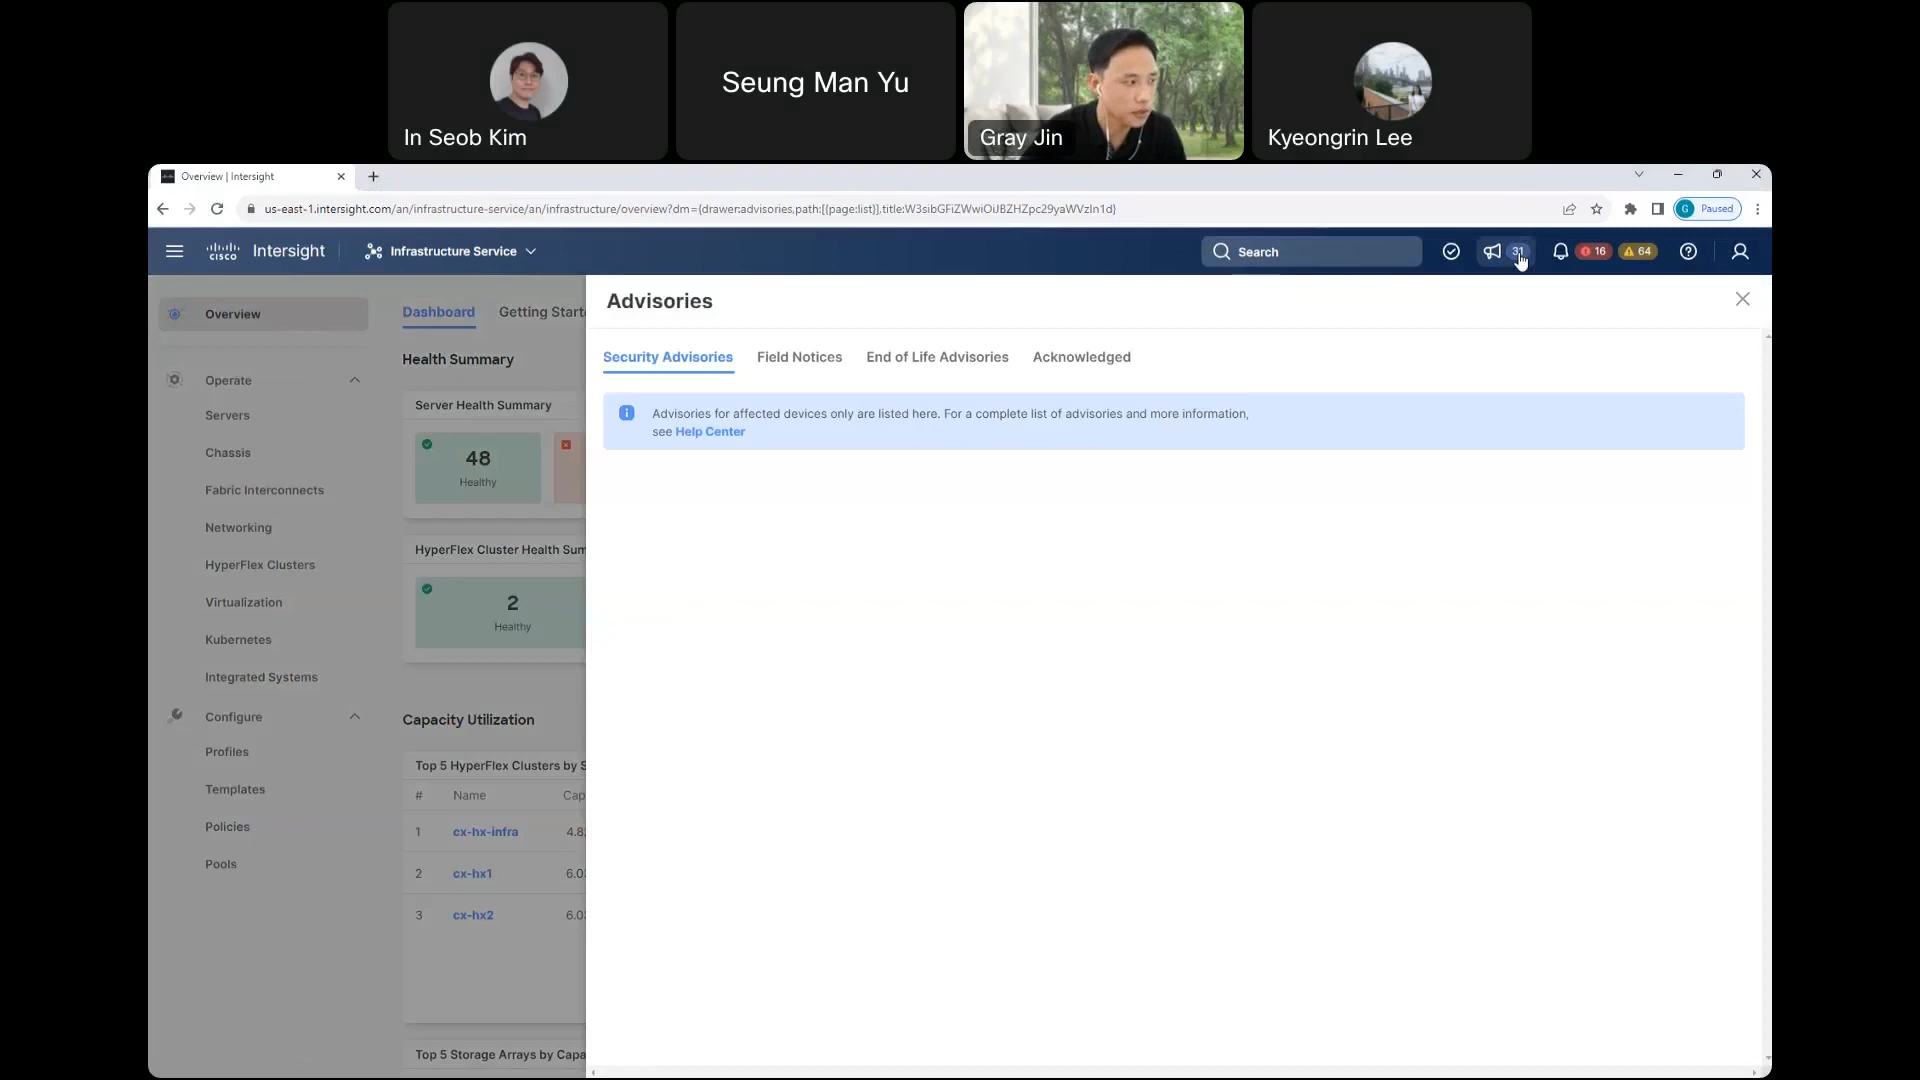 In Seob Kim
Seung Man Yu
Gray Jin
Kyeongrin Lee
Overview | Intersight
us-east-1.intersight.com/an/infrastructure-service/an/infrastructure/overview?dm={drawer:advisories,path:[{page:list}],title:W3sibGFiZWwiOiJBZHZpc29yaWVzIn1d}
G Paused
cisco Intersight
Infrastructure Service
Search
31
16
64
Overview
Operate
Servers
Chassis
Fabric Interconnects
Networking
HyperFlex Clusters
Virtualization
Kubernetes
Integrated Systems
Configure
Profiles
Templates
Policies
Pools
Dashboard
Health Summary
Server Health Summary
48
Healthy
HyperFlex Cluster Health
2
Healthy
Capacity Utilization
Top 5 HyperFlex Clusters by
# Name
1 cx-hx-infra
2 cx-hx1
3 cx-hx2
Top 5 Storage Arrays by
Advisories
Security Advisories
Field Notices
End of Life Advisories
Acknowledged
Advisories for affected devices only are listed here. For a complete list of advisories and more information,
see Help Center